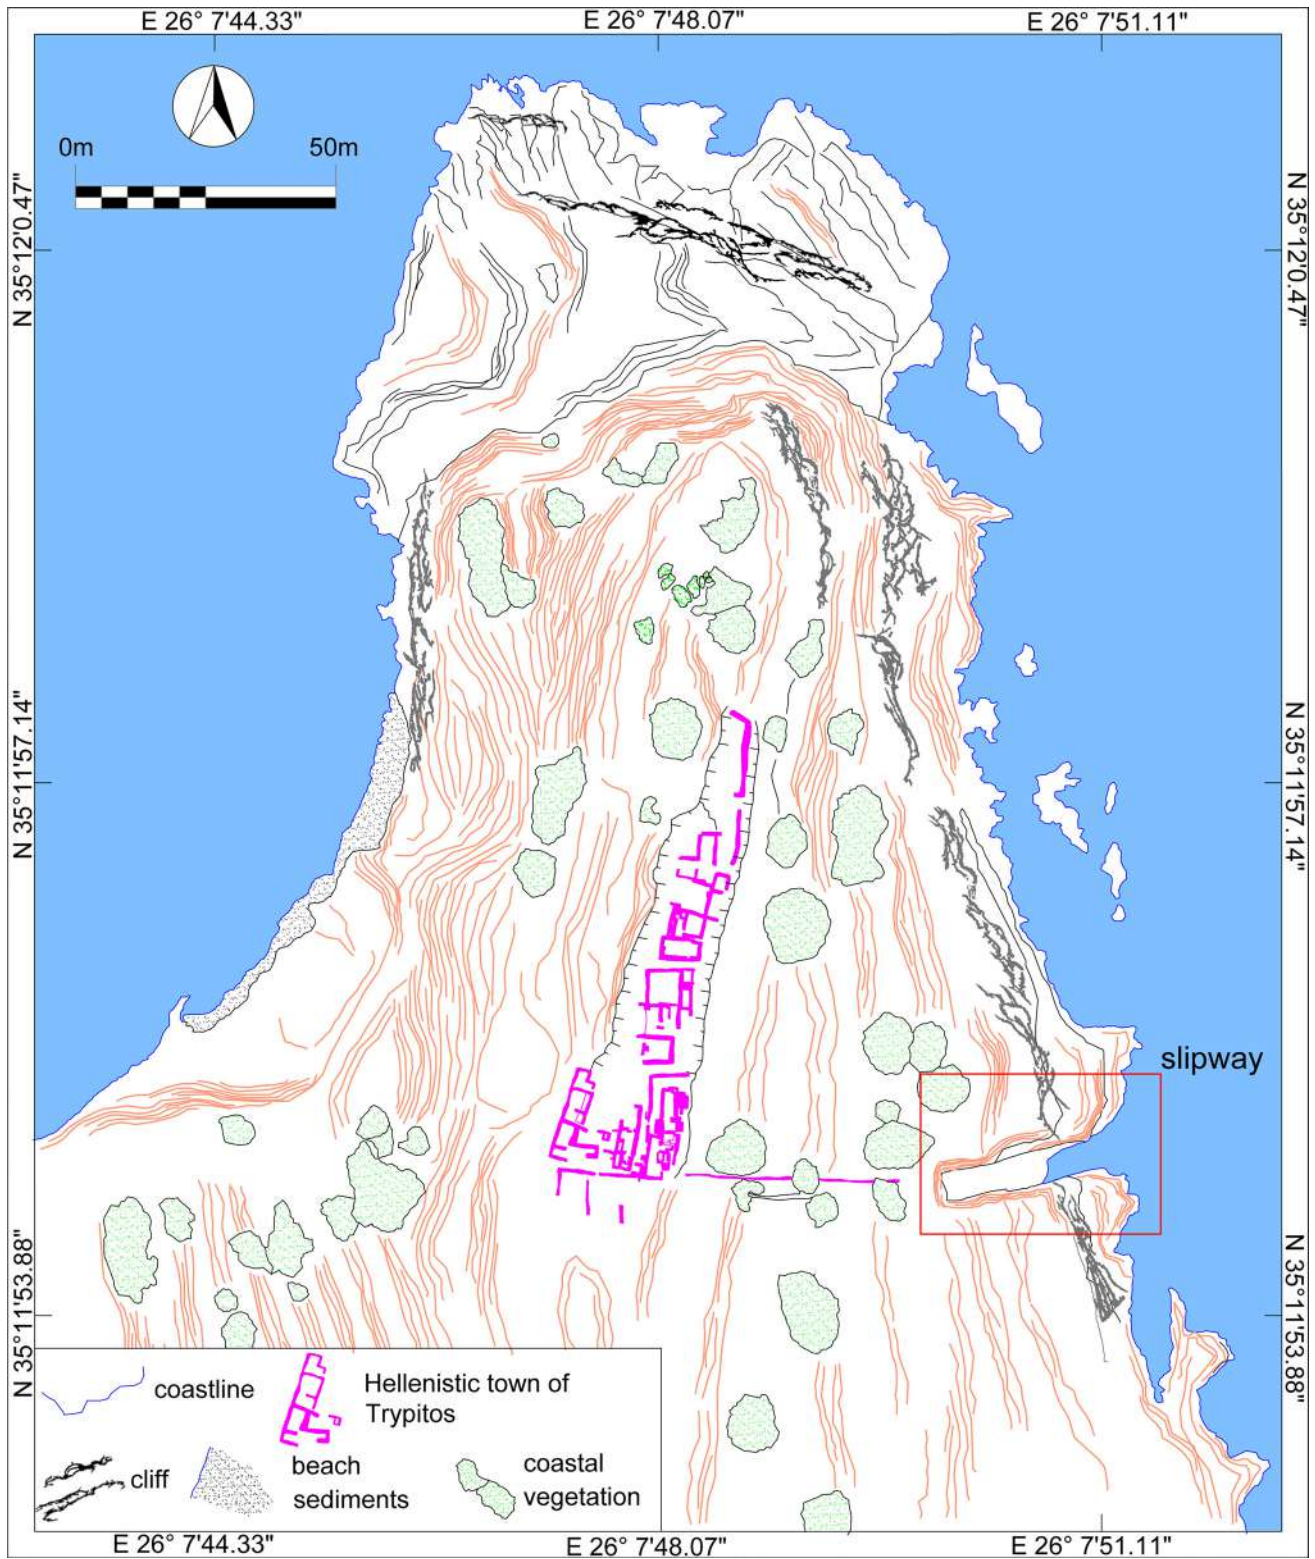 E 26° 7'44.33"
E 26° 7'48.07"
E 26° 7'51.11"
0m
50m
N 35°12'0.47"
N 35°12'0.47"
N 35°11'57.14"
N 35°11'57.14"
slipway
N 35°11'53.88"
N 35°11'53.88"
coastline
Hellenistic town of
Trypitos
cliff
beach
sediments
coastal
vegetation
E 26° 7'44.33"
E 26° 7'48.07"
E 26° 7'51.11"